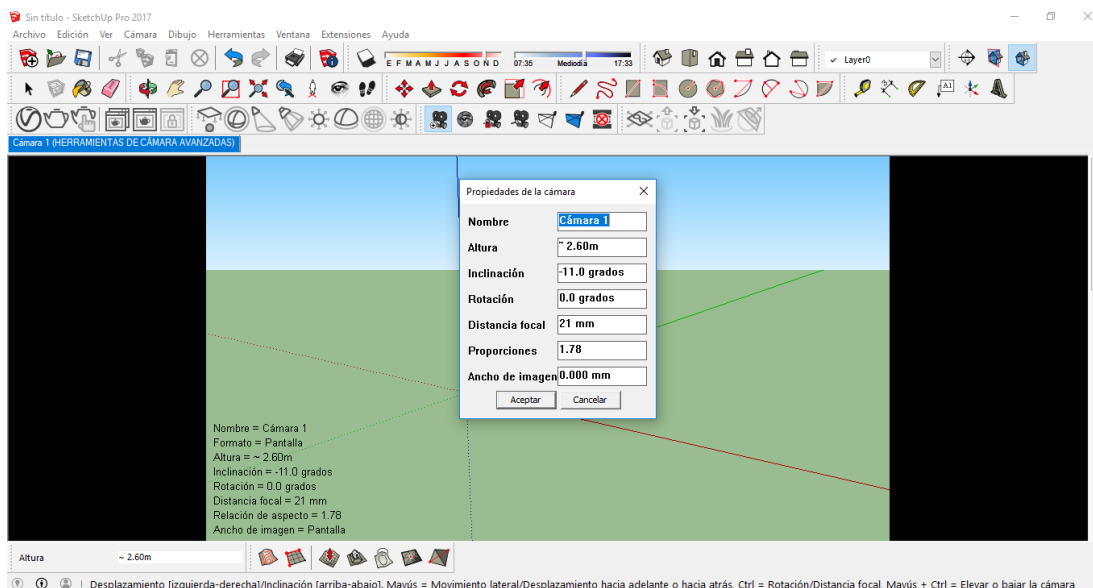 Sin título - SketchUp Pro 2017
Archivo Edición Ver Cámara Dibujo Herramientas Ventana Extensiones Ayuda
E F M A M J J A S O N D 07:35 Mediodía 17:33 Layer0
A1
Cámara 1 (HERRAMIENTAS DE CÁMARA AVANZADAS)
Propiedades de la cámara
Nombre Cámara 1
Altura ~ 2.60m
Inclinación -11.0 grados
Rotación 0.0 grados
Distancia focal 21 mm
Proporciones 1.78
Ancho de imagen 0.000 mm
Aceptar Cancelar
Nombre = Cámara 1
Formato = Pantalla
Altura = ~ 2.60m
Inclinación = -11.0 grados
Rotación = 0.0 grados
Distancia focal = 21 mm
Relación de aspecto = 1.78
Ancho de imagen = Pantalla
Altura ~ 2.60m
Desplazamiento [izquierda-derecha]/Inclinación [arriba-abajo]. Mayús = Movimiento lateral/Desplazamiento hacia adelante o hacia atrás. Ctrl = Rotación/Distancia focal. Mayús + Ctrl = Elevar o bajar la cámara